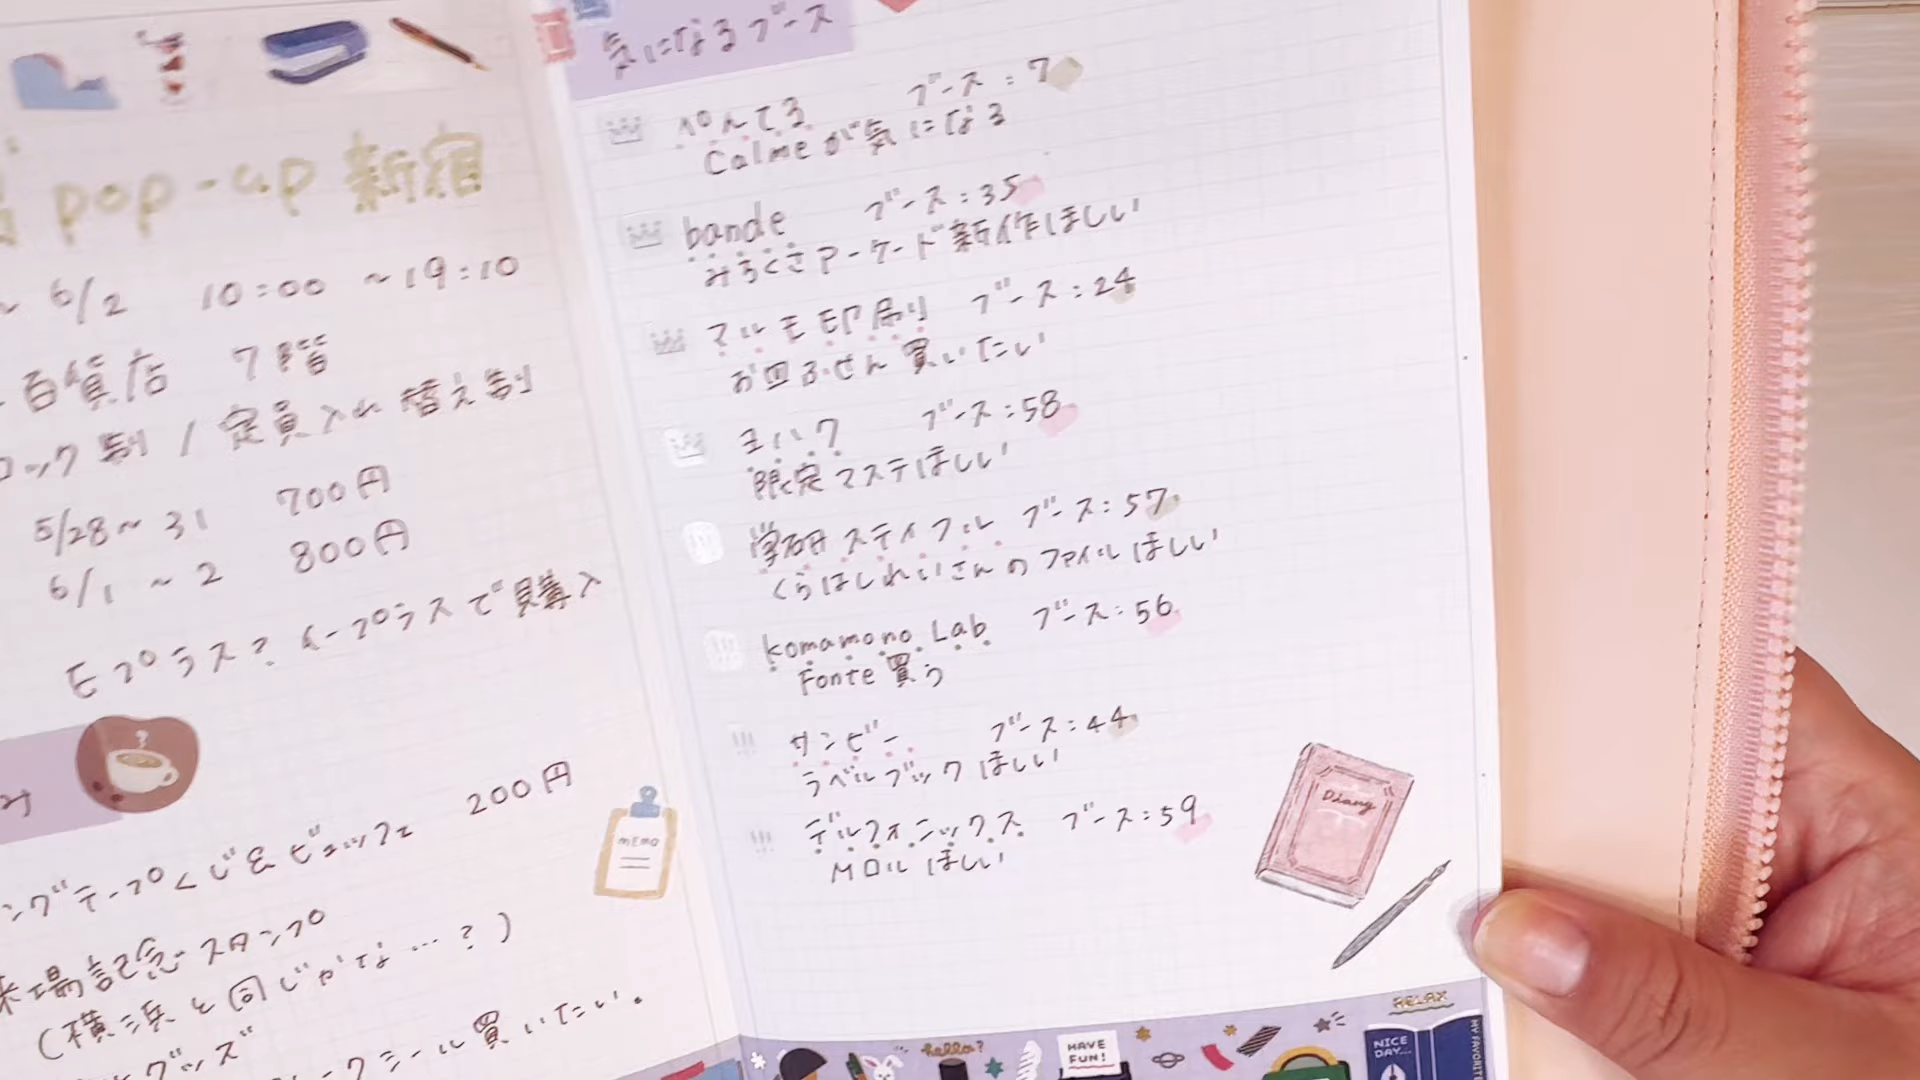 pop-up 新宿
6/2 10:00 ~19:10
百貨店 7階
ロック制 / 定員入れ替え制
5/28~31 700円
6/1 ~2 800円
Eプラス? イープラスで購入
200円
ングテープくじ&ビュッフェ
来場記念スタンプ
(横浜と同じかな…?)
グッズ
ークシール買いたい。
MEMO
気になるブース
ぺんてる ブース:7
Calmeが気になる
bande ブース:35
みちくさアーケード新作ほしい
マルモ印刷 ブース:24
お皿ふせん買いたい
ヨハク ブース:58
限定マステほしい
学研ステイフル ブース:57
くらはしれいさんのファイルほしい
komamono Lab ブース:56
Fonte買う
サンビー ブース:44
ラベルブックほしい
デルフォニックス ブース:59
Mロルほしい
Diary
hello?
HAVE FUN!
RELAX
NICE DAY...
MY FAVORITE